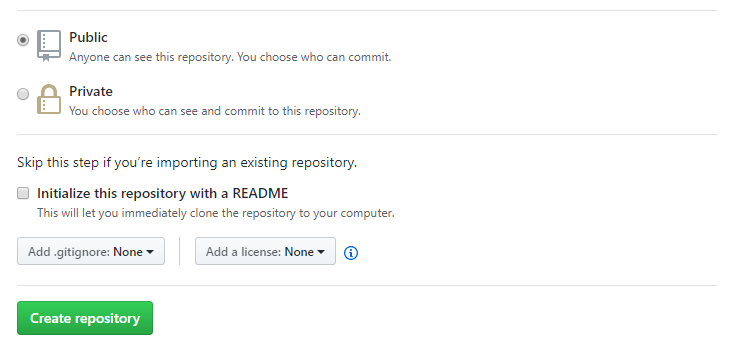 Public
Anyone can see this repository. You choose who can commit.
Private
You choose who can see and commit to this repository.
Skip this step if you’re importing an existing repository.
Initialize this repository with a README
This will let you immediately clone the repository to your computer.
Add .gitignore: None Add a license: None
Create repository